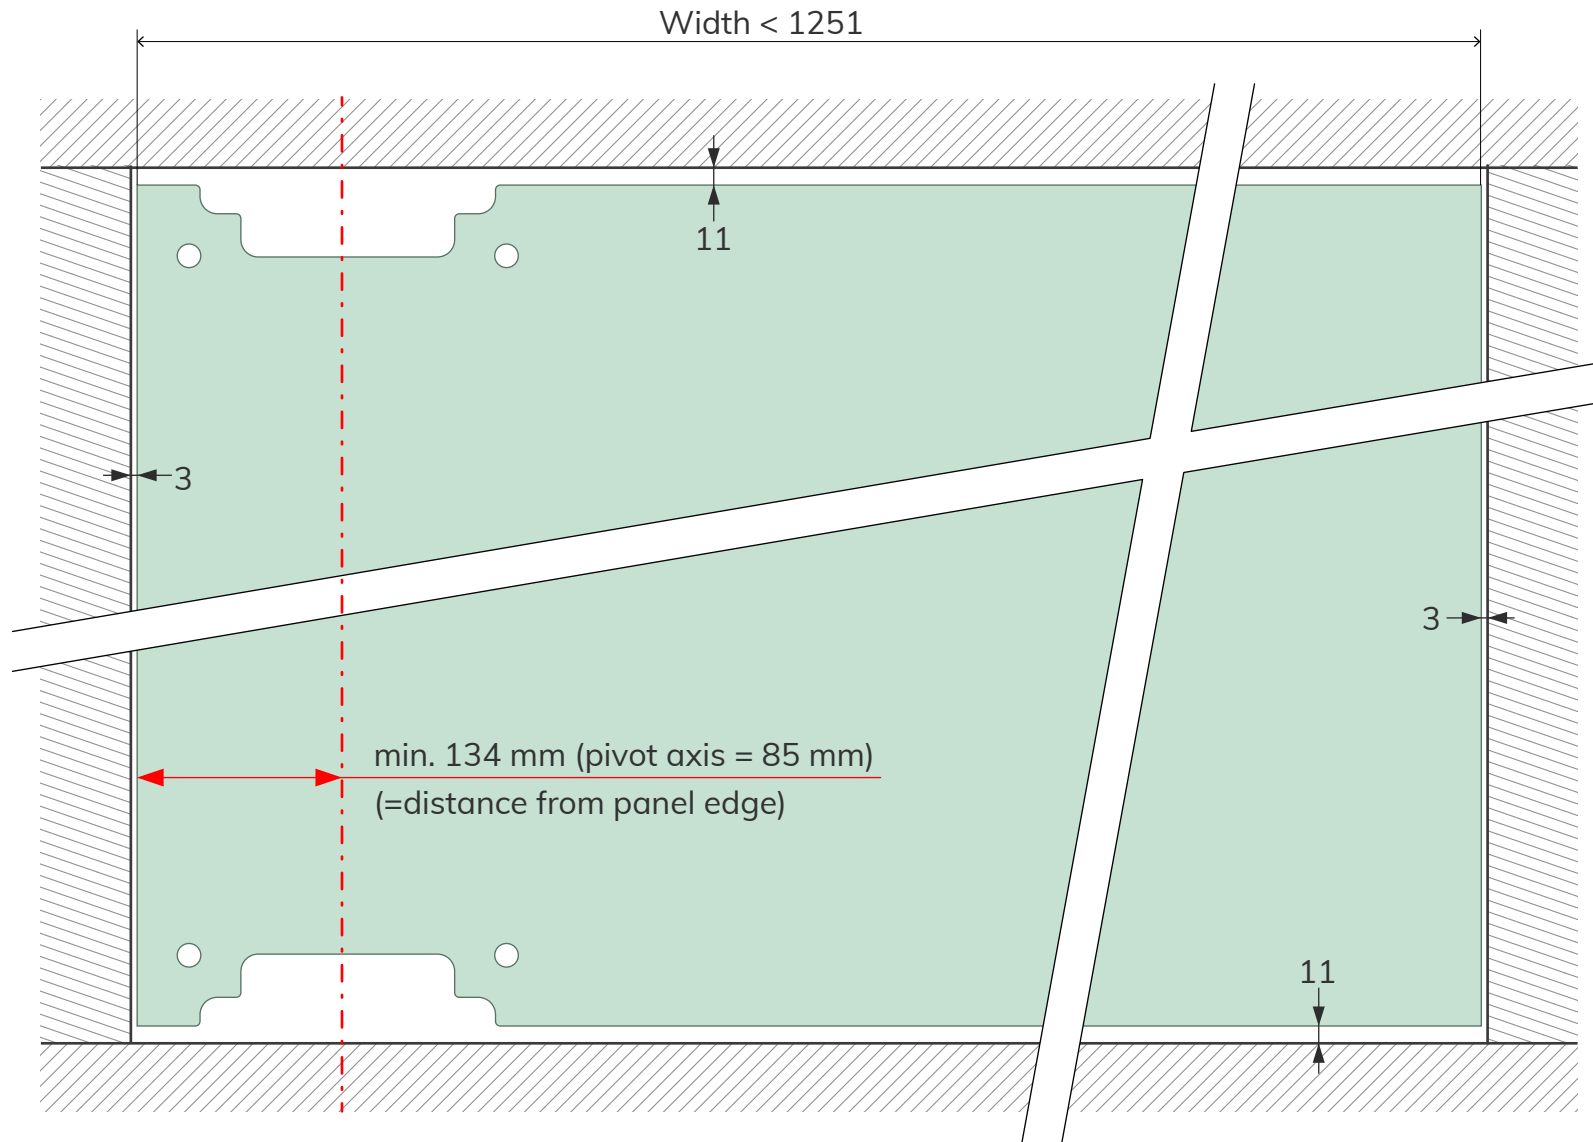 Width < 1251
11
3
3
min. 134 mm (pivot axis = 85 mm)
(=distance from panel edge)
11